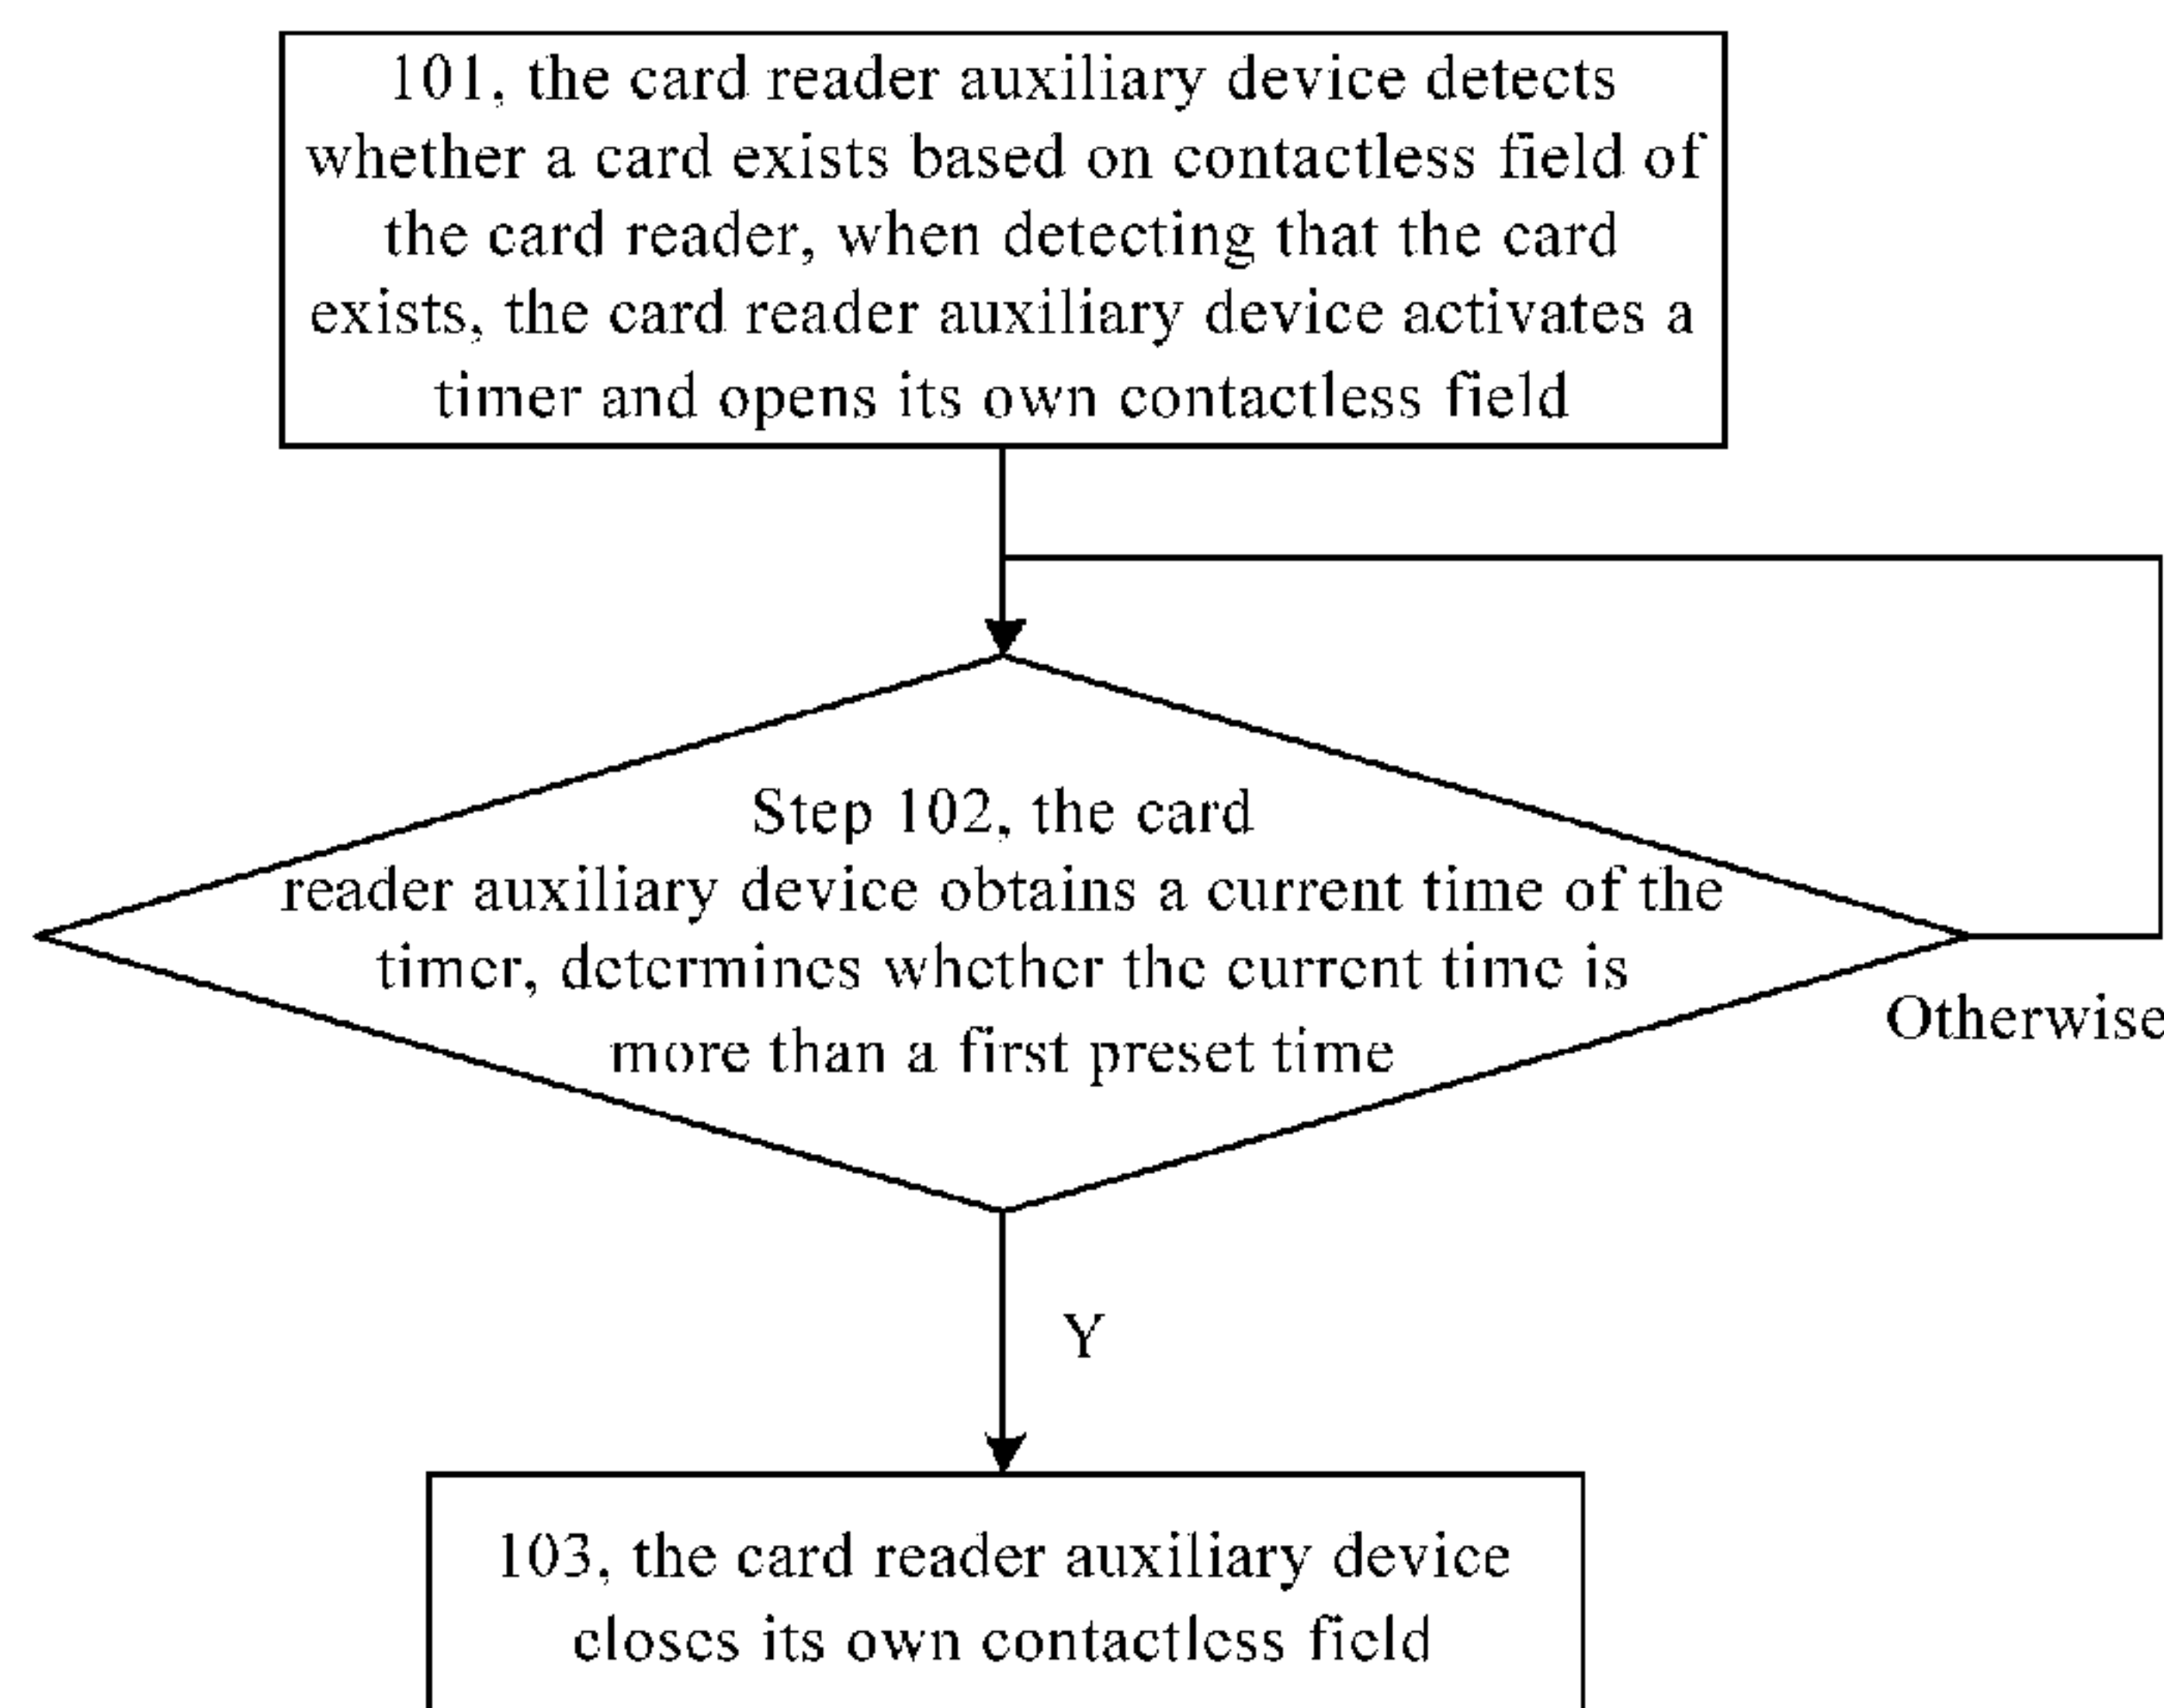 101, the card reader auxiliary device detects
whether a card exists based on contactless field of
the card reader, when detecting that the card
exists, the card reader auxiliary device activates a
timer and opens its own contactless field
Step 102, the card
reader auxiliary device obtains a current time of the
timer, determines whether the current time is
more than a first preset time
Otherwise
Y
103, the card reader auxiliary device
closes its own contactless field